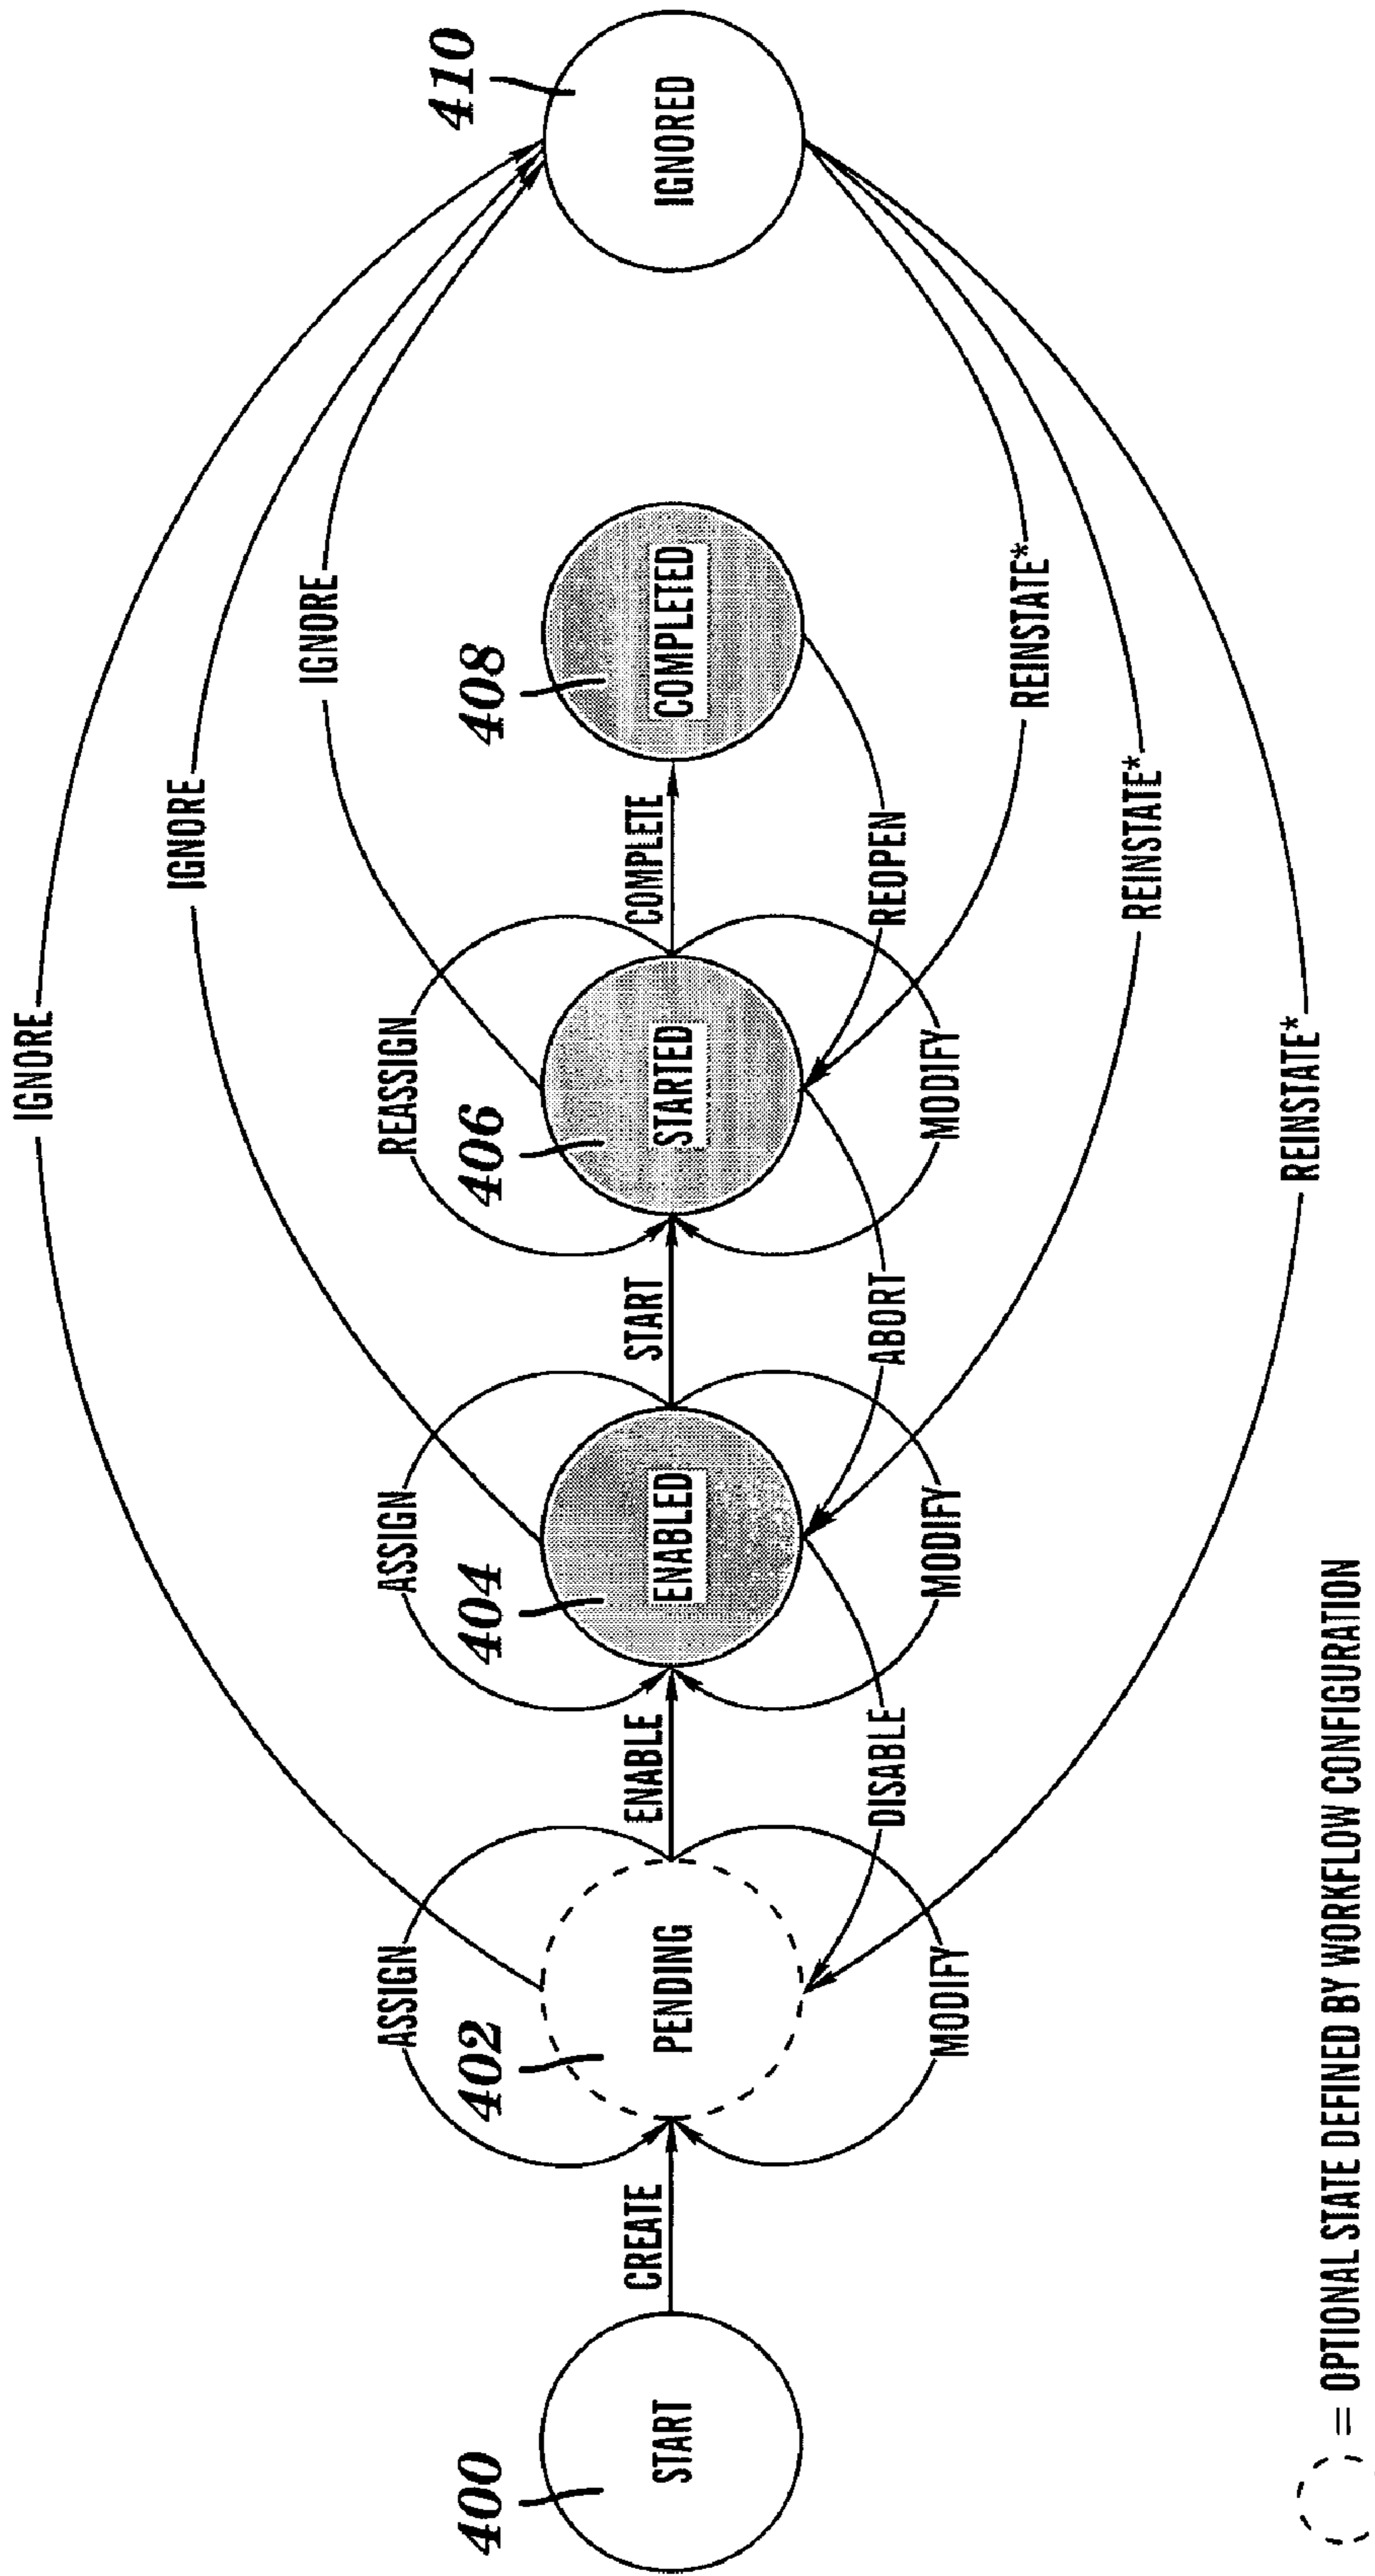 IGNORE
IGNORE
IGNORE
ASSIGN
ASSIGN
REASSIGN
400
402
404
406
408
410
START
CREATE
PENDING
ENABLE
ENABLED
START
STARTED
COMPLETE
COMPLETED
IGNORED
DISABLE
ABORT
REOPEN
MODIFY
MODIFY
MODIFY
REINSTATE*
REINSTATE*
REINSTATE*
= OPTIONAL STATE DEFINED BY WORKFLOW CONFIGURATION